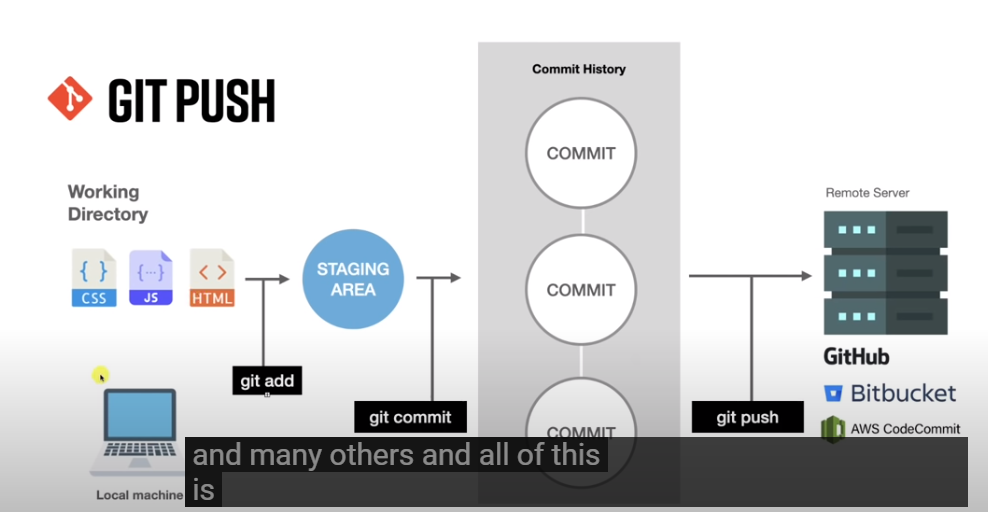 GIT PUSH
Commit History
COMMIT
Working
Directory
Remote Server
CSS
JS
HTML
STAGING
AREA
COMMIT
git add
git commit
git push
GitHub
Bitbucket
AWS CodeCommit
COMMIT
Local machine
and many others and all of this
is